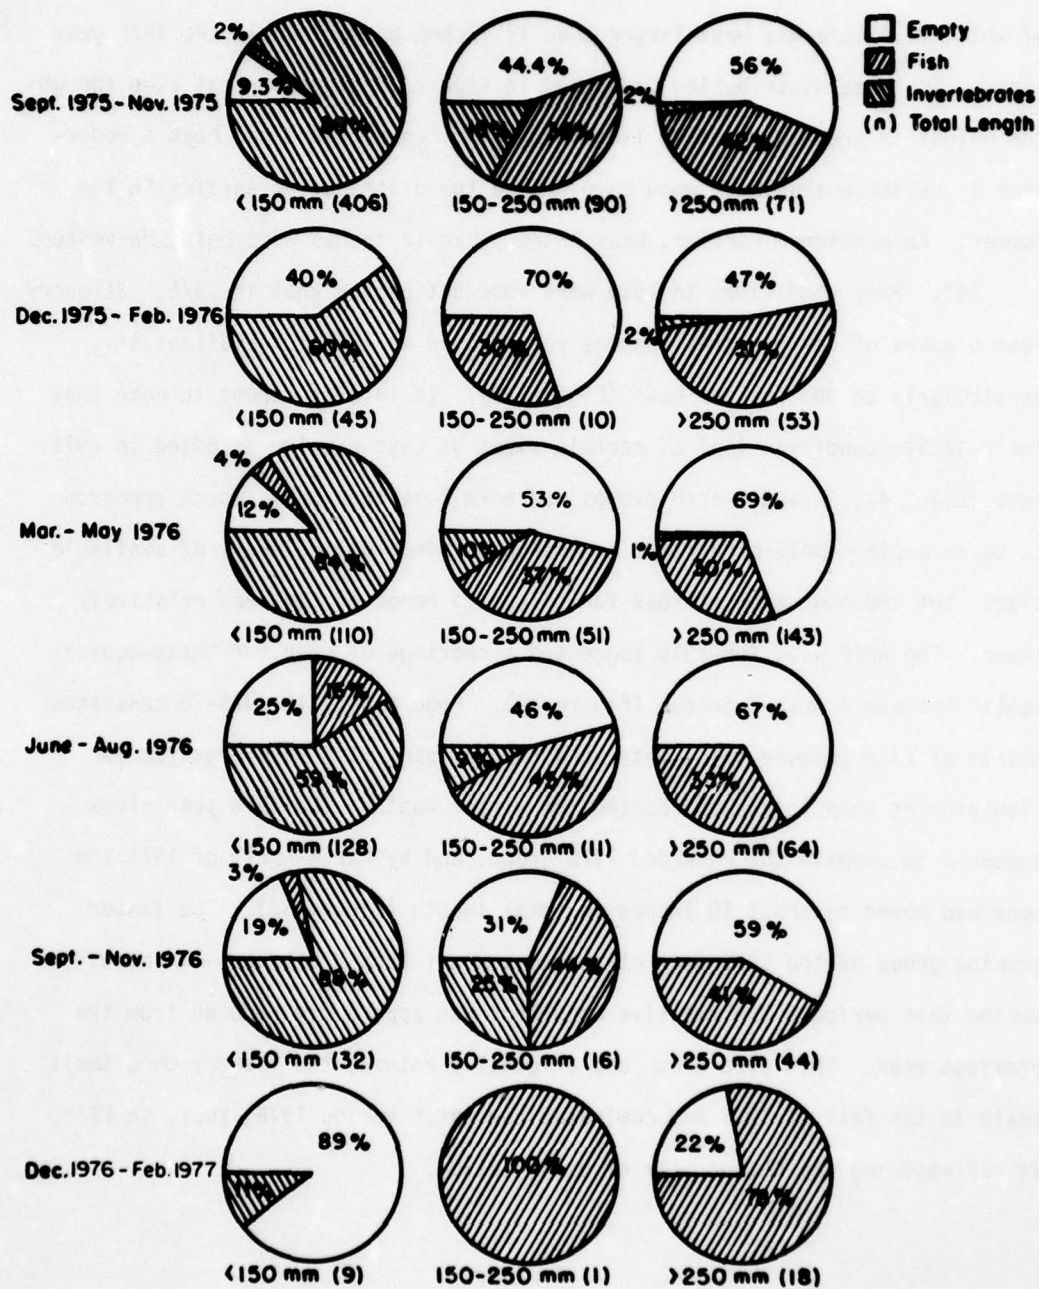 Empty
Fish
Invertebrates
(n) Total Length
Sept. 1975-Nov. 1975
2%
9.3%
<150 mm (406)
44.4%
150-250 mm (90)
56%
2%
42%
>250 mm (71)
Dec. 1975-Feb. 1976
40%
60%
<150 mm (45)
70%
30%
150-250 mm (10)
47%
2%
51%
>250 mm (53)
Mar.-May 1976
4%
12%
84%
<150 mm (110)
53%
10%
37%
150-250 mm (51)
69%
1%
30%
>250 mm (143)
June-Aug. 1976
25%
16%
59%
<150 mm (128)
46%
9%
45%
150-250 mm (11)
67%
33%
>250 mm (64)
Sept.-Nov. 1976
3%
19%
<150 mm (32)
31%
25%
44%
150-250 mm (16)
59%
41%
>250 mm (44)
Dec. 1976-Feb. 1977
89%
11%
<150 mm (9)
100%
150-250 mm (1)
22%
78%
>250 mm (18)